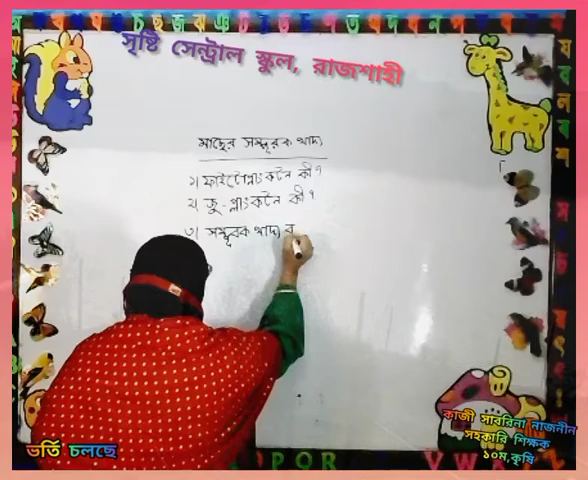 সৃষ্টি সেন্ট্রাল স্কুল, রাজশাহী
মাছের সম্পূরক খাদ্য
১। ফাইটোপ্লাংকটন কী?
২। জু-প্লাংকটন কী?
৩। সম্পূরক খাদ্য ব
কাজী সাবরিনা নাজনীন
সহকারি শিক্ষক
১০ম,কৃষি
ভর্তি চলছে
P Q R
V W X